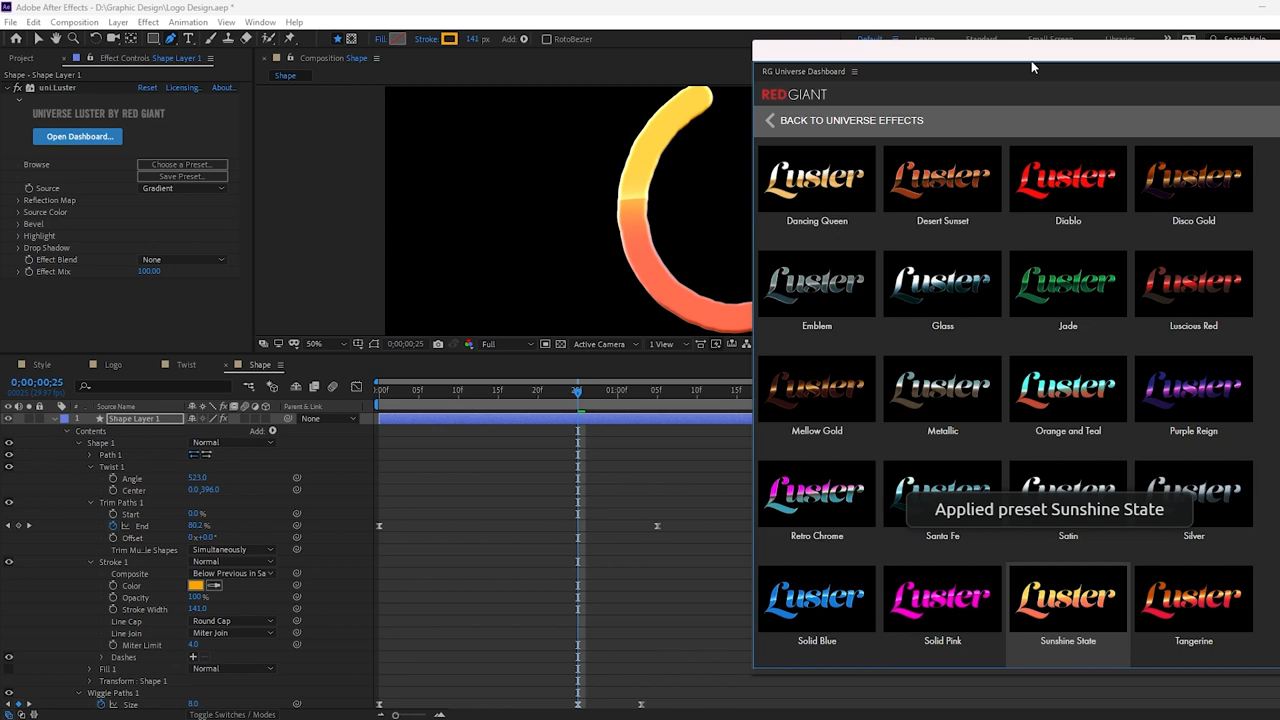 Ae Adobe After Effects - D:\Graphic Design\Logo Design.aep *
File Edit Composition Layer Effect Animation View Window Help
Fill: Stroke: 141 px Add: RotoBezier Default Learn Standard Small Screen Libraries Search Help
Project Effect Controls Shape Layer 1
Shape - Shape Layer 1
fx uni.Luster Reset Licensing... About...
UNIVERSE LUSTER BY RED GIANT
Open Dashboard...
Browse Choose a Preset...
Save Preset...
Source Gradient
Reflection Map
Source Color
Bevel
Highlight
Drop Shadow
Effect Blend None
Effect Mix 100.00
Composition Shape
Shape
50% 0;00;00;25 Full Active Camera 1 View
RG Universe Dashboard
REDGIANT
BACK TO UNIVERSE EFFECTS
Luster Luster Luster Luster
Dancing Queen Desert Sunset Diablo Disco Gold
Luster Luster Luster Luster
Emblem Glass Jade Luscious Red
Luster Luster Luster Luster
Mellow Gold Metallic Orange and Teal Purple Reign
Luster Luster Luster Luster
Applied preset Sunshine State
Retro Chrome Santa Fe Satin Silver
Luster Luster Luster Luster
Solid Blue Solid Pink Sunshine State Tangerine
Style Logo Twist Shape
0;00;00;25
00025 (29.97 fps)
:00f 05f 10f 15f 20f 01:00f 05f 10f 15f
# Source Name Parent & Link
1 Shape Layer 1 None
Contents Add:
Shape 1 Normal
Path 1
Twist 1
Angle 523.0
Center 0.0,396.0
Trim Paths 1
Start 0.0%
End 80.2%
Offset 0x+0.0°
Trim Mu...le Shapes Simultaneously
Stroke 1 Normal
Composite Below Previous in Sa
Color
Opacity 100%
Stroke Width 141.0
Line Cap Round Cap
Line Join Miter Join
Miter Limit 4.0
Dashes + -
Fill 1 Normal
Transform : Shape 1
Wiggle Paths 1
Size 8.0
Toggle Switches / Modes